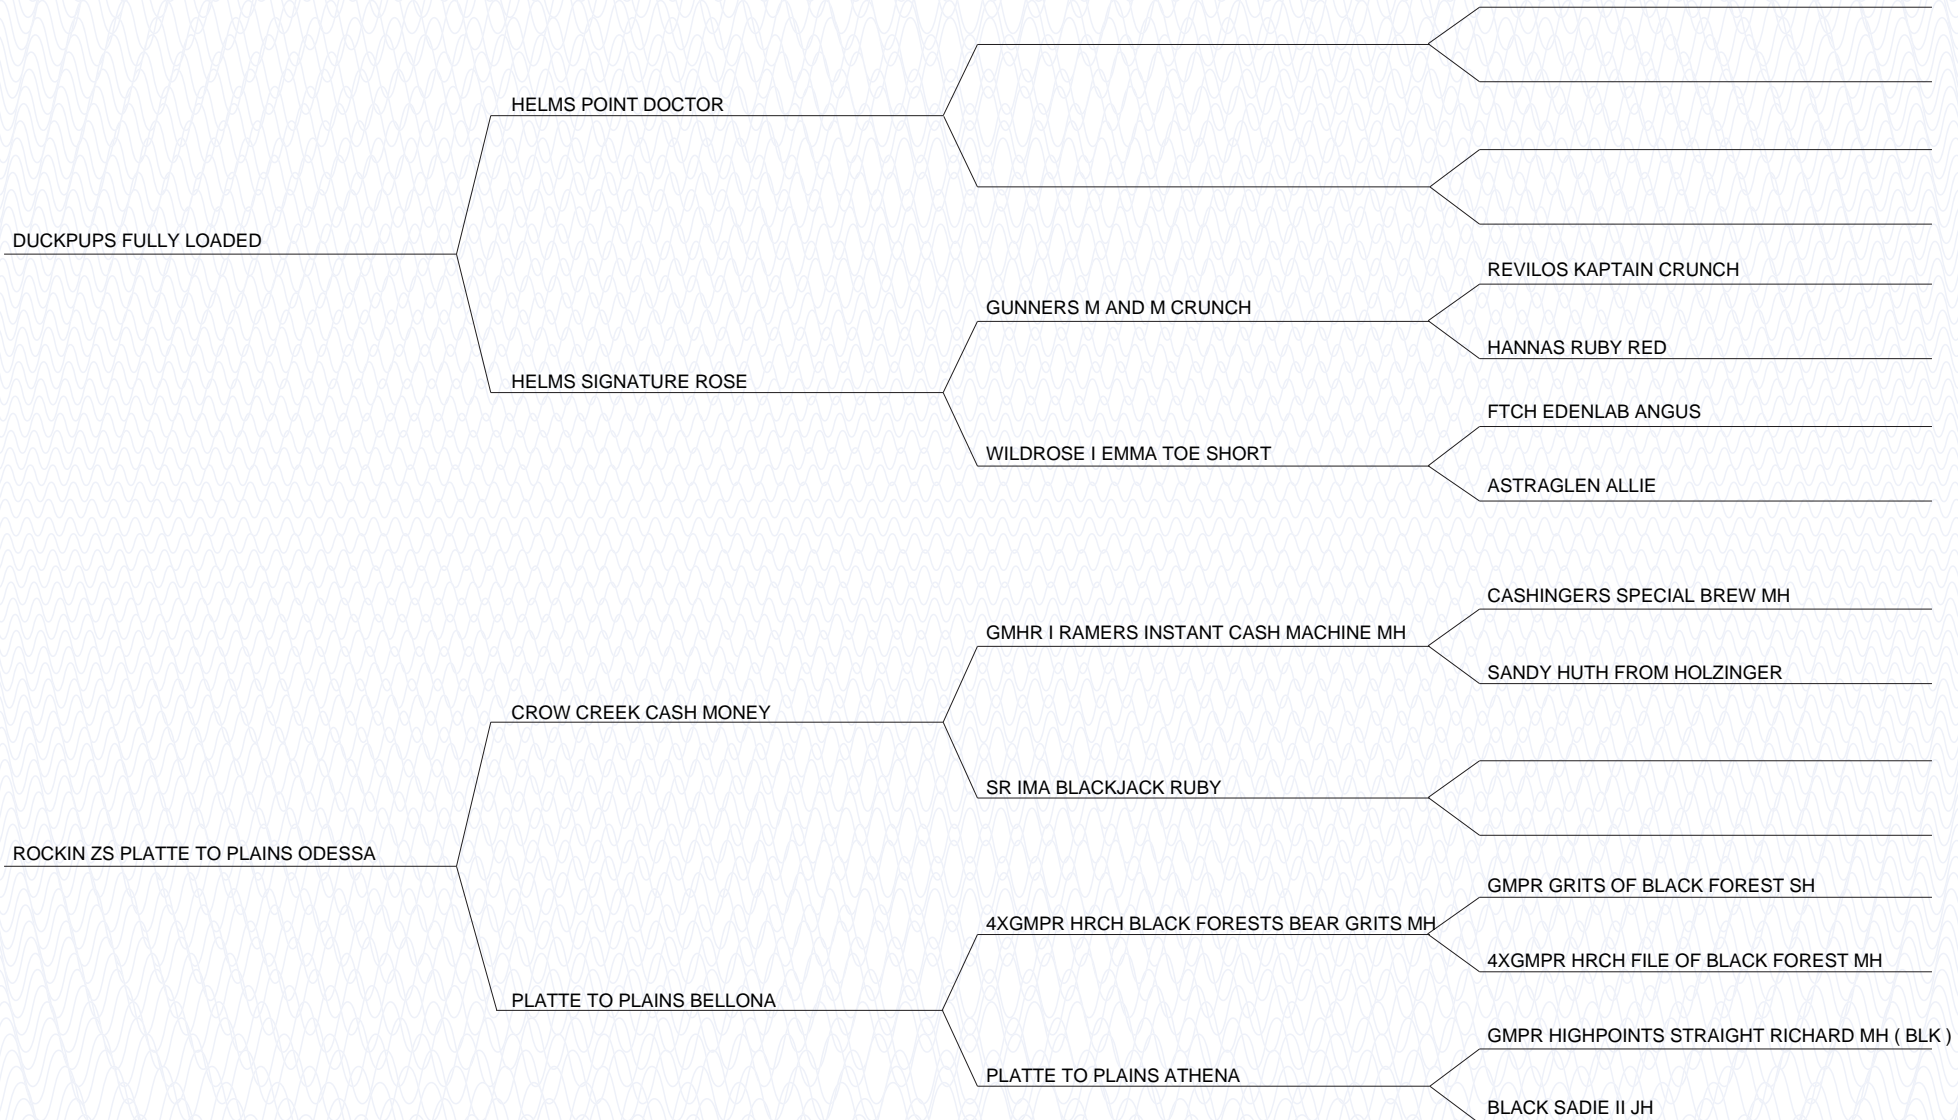 DUCKPUPS FULLY LOADED
HELMS POINT DOCTOR
HELMS SIGNATURE ROSE
GUNNERS M AND M CRUNCH
REVILOS KAPTAIN CRUNCH
HANNAS RUBY RED
WILDROSE I EMMA TOE SHORT
FTCH EDENLAB ANGUS
ASTRAGLEN ALLIE
ROCKIN ZS PLATTE TO PLAINS ODESSA
CROW CREEK CASH MONEY
GMHR I RAMERS INSTANT CASH MACHINE MH
CASHINGERS SPECIAL BREW MH
SANDY HUTH FROM HOLZINGER
SR IMA BLACKJACK RUBY
PLATTE TO PLAINS BELLONA
4XGMPR HRCH BLACK FORESTS BEAR GRITS MH
GMPR GRITS OF BLACK FOREST SH
4XGMPR HRCH FILE OF BLACK FOREST MH
PLATTE TO PLAINS ATHENA
GMPR HIGHPOINTS STRAIGHT RICHARD MH ( BLK )
BLACK SADIE II JH